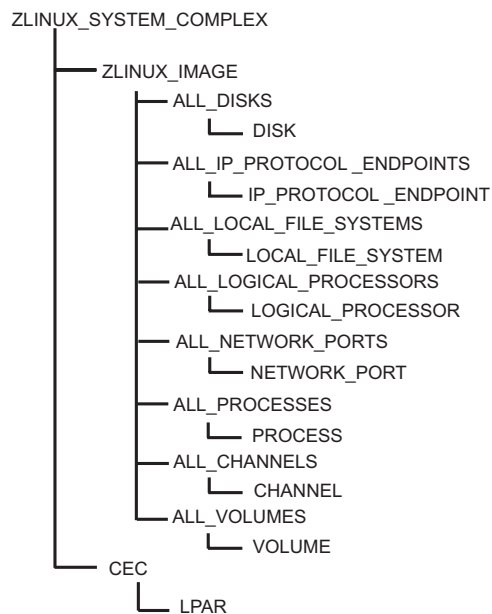 ZLINUX_SYSTEM_COMPLEX
ZLINUX_IMAGE
ALL_DISKS
DISK
ALL_IP_PROTOCOL _ENDPOINTS
IP_PROTOCOL _ENDPOINT
ALL_LOCAL_FILE_SYSTEMS
LOCAL_FILE_SYSTEM
ALL_LOGICAL_PROCESSORS
LOGICAL_PROCESSOR
ALL_NETWORK_PORTS
NETWORK_PORT
ALL_PROCESSES
PROCESS
ALL_CHANNELS
CHANNEL
ALL_VOLUMES
VOLUME
CEC
LPAR